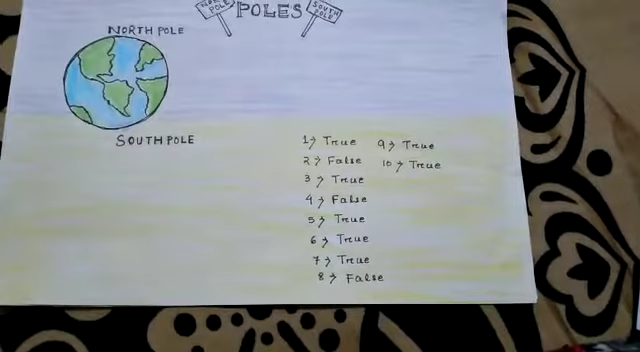 NORTH POLE
POLES
SOUTH POLE
NORTH POLE
SOUTH POLE
1> True
2> False
3> True
4> False
5> True
6> True
7> True
8> False
9> True
10> True